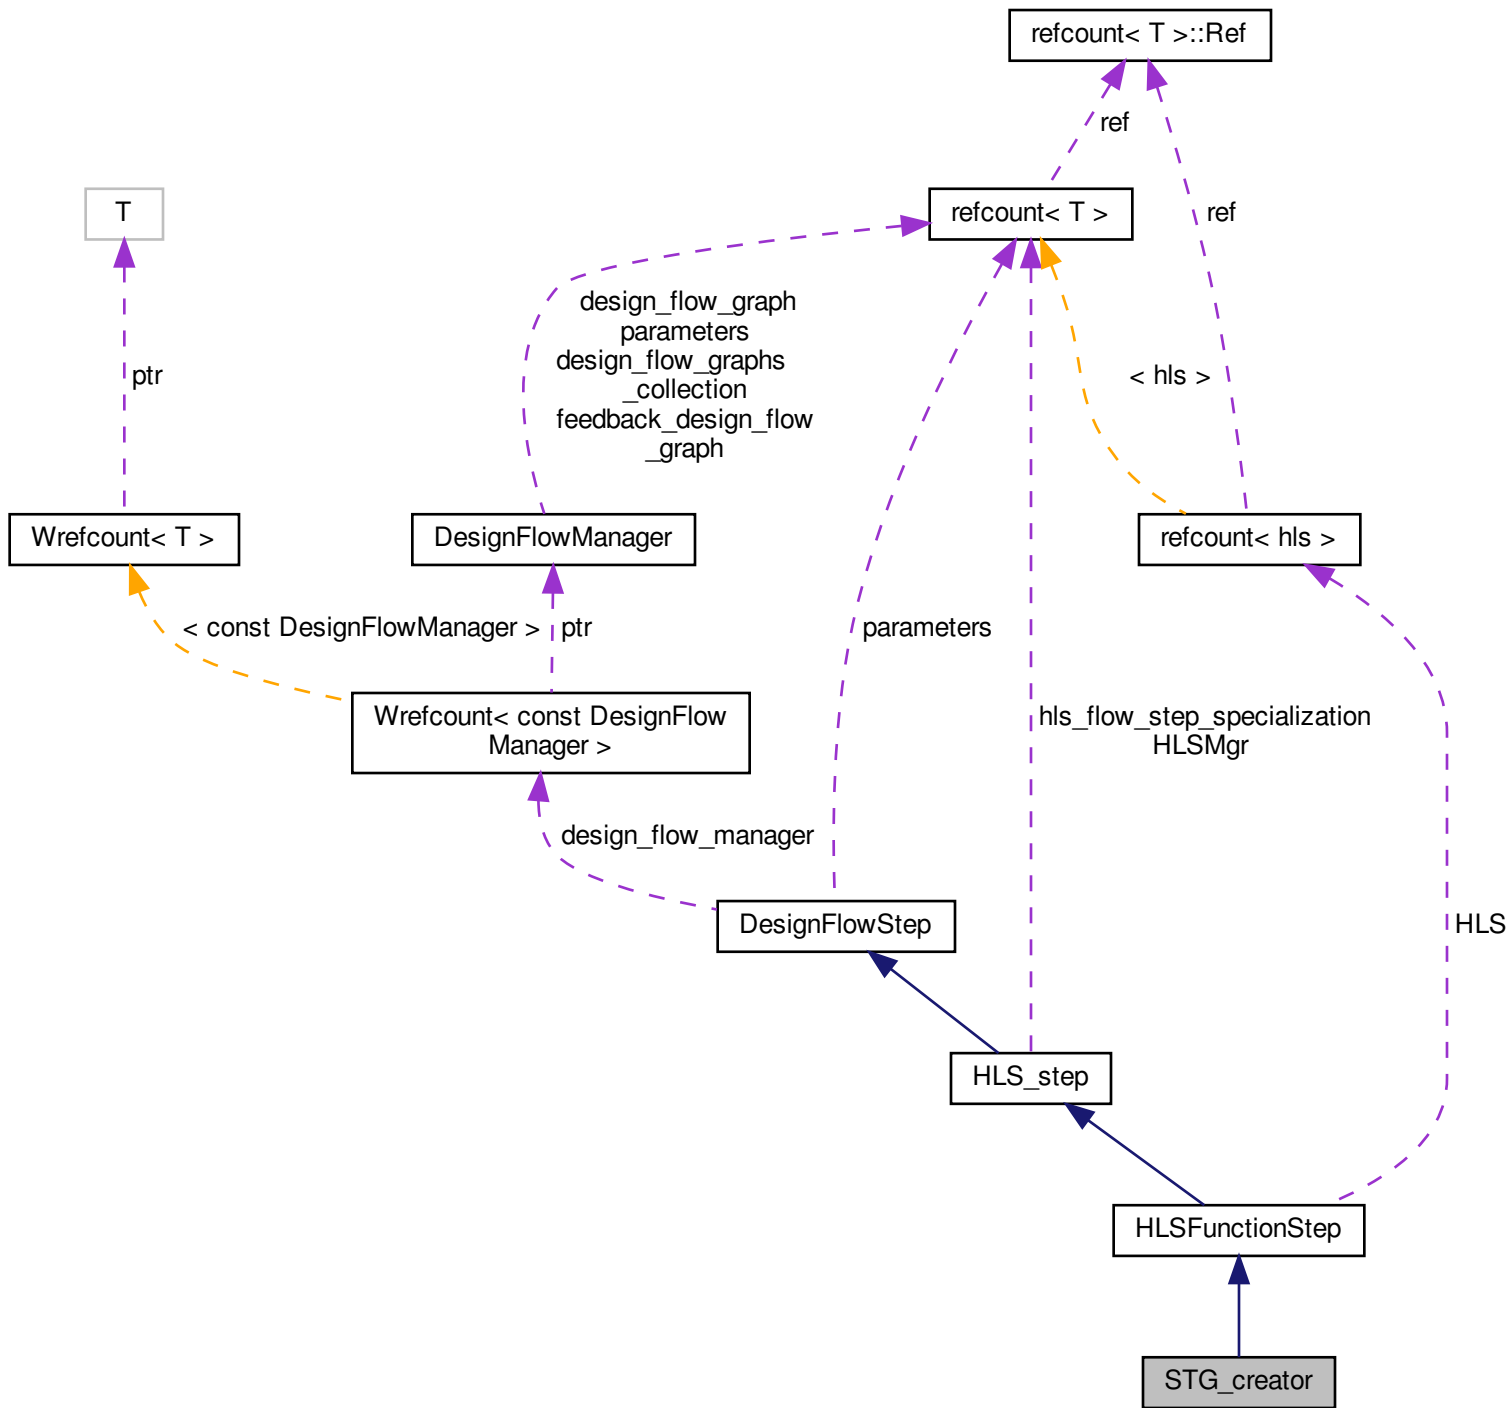 refcount< T >::Ref
ref
T
refcount< T >
ref
design_flow_graph
parameters
design_flow_graphs
_collection
feedback_design_flow
_graph
ptr
< hls >
Wrefcount< T >
DesignFlowManager
refcount< hls >
< const DesignFlowManager >
ptr
parameters
Wrefcount< const DesignFlow
Manager >
hls_flow_step_specialization
HLSMgr
design_flow_manager
DesignFlowStep
HLS
HLS_step
HLSFunctionStep
STG_creator